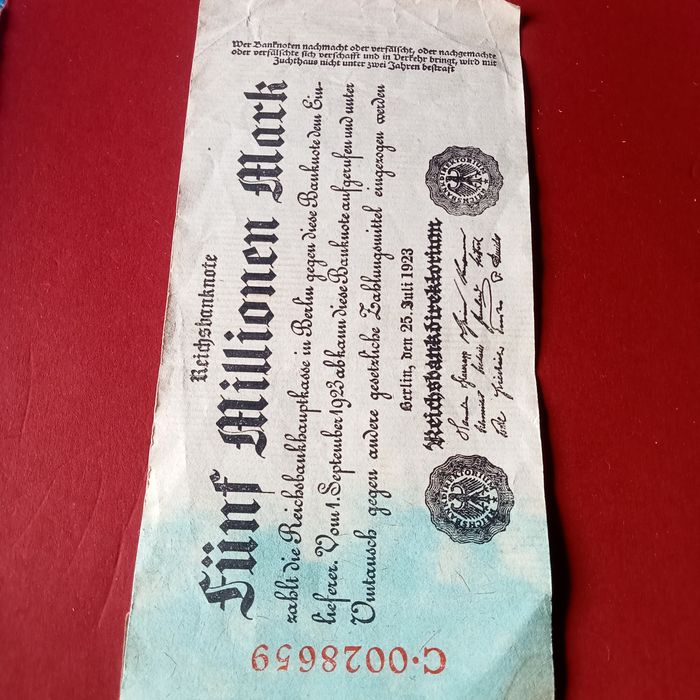 Reichsbanknote
Fünf Millionen Mark
zahlt die Reichsbankhauptkasse in Berlin gegen diese Banknote dem Ein-
lieferer. Vom 1. September 1923 ab kann diese Banknote aufgerufen und unter
Umtausch gegen andere gesetzliche Zahlungsmittel eingezogen werden
Berlin, den 25. Juli 1923
Reichsbankdirektorium
REICHSBANKDIREKTORIUM
REICHSBANKDIREKTORIUM
Wer Banknoten nachmacht oder verfälscht, oder nachgemachte
oder verfälschte sich verschafft und in Verkehr bringt, wird mit
Zuchthaus nicht unter zwei Jahren bestraft
C·0028659